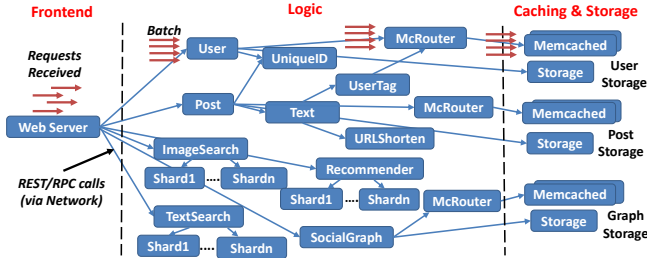 Frontend
Logic
Caching & Storage
Batch
Requests
Received
User
McRouter
Memcached
UniqueID
Storage
User
Storage
UserTag
Web Server
Post
Text
McRouter
Memcached
URLShorten
Storage
Post
Storage
ImageSearch
Recommender
REST/RPC calls
(via Network)
Shard1 .... Shardn
Shard1 .... Shardn
McRouter
Memcached
TextSearch
Storage
Graph
Storage
Shard1 .... Shardn
SocialGraph